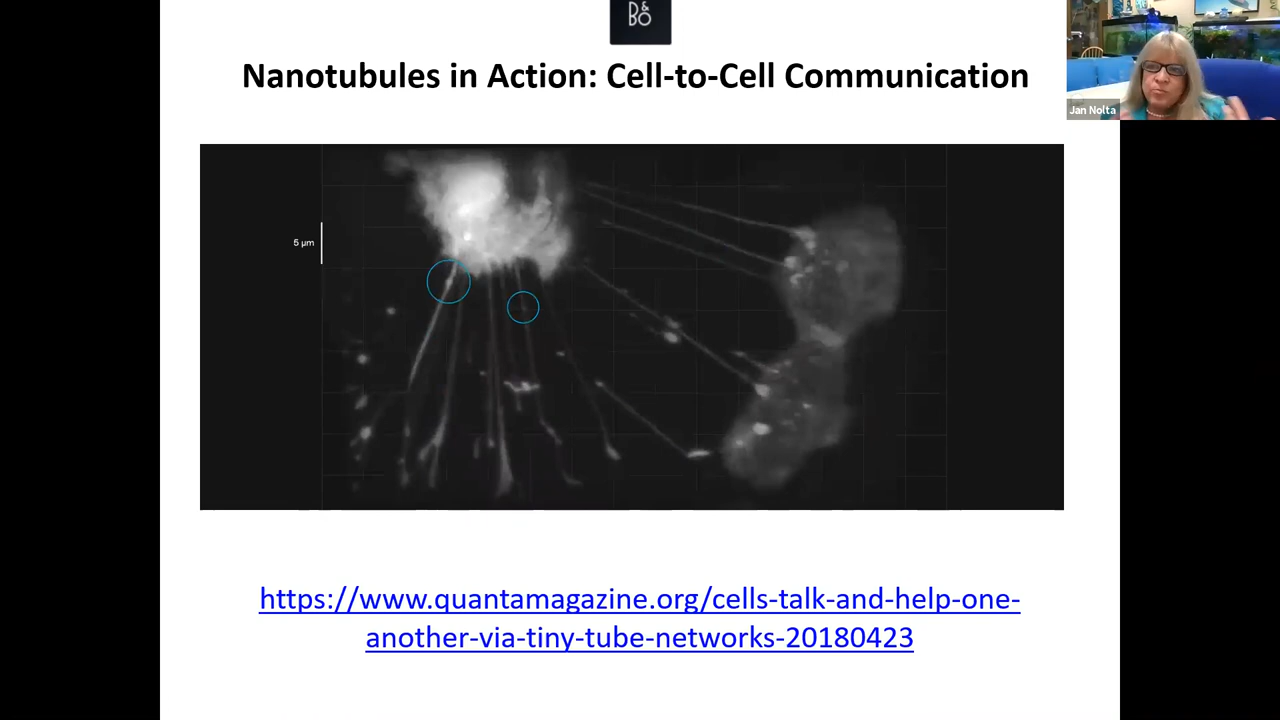 B&
BO
Nanotubules in Action: Cell-to-Cell Communication
Jan Nolta
5 µm
https://www.quantamagazine.org/cells-talk-and-help-one-
another-via-tiny-tube-networks-20180423